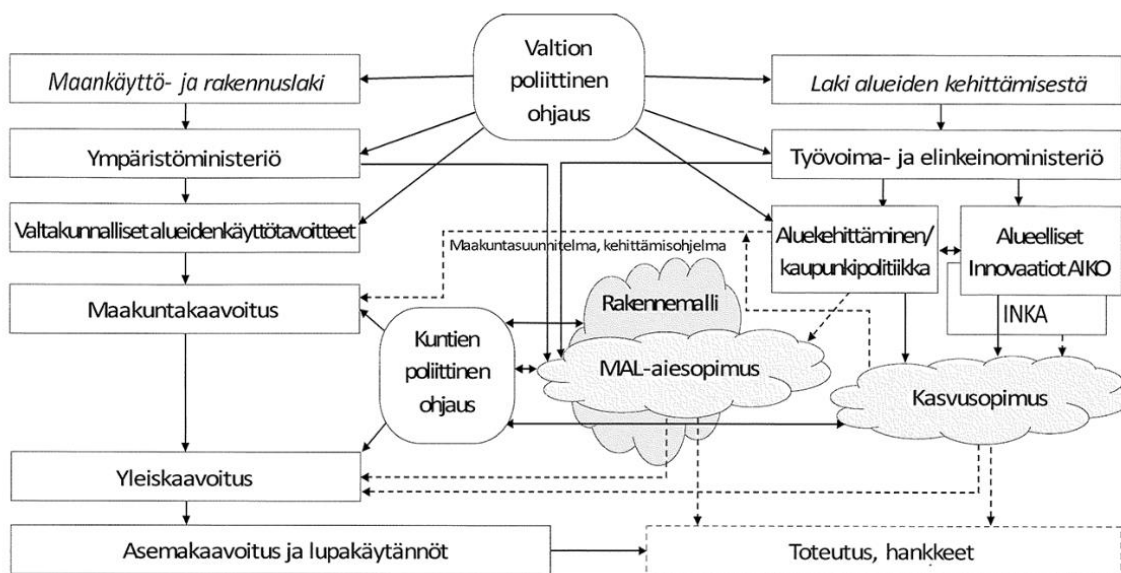 Valtion
poliittinen
ohjaus
Maankäyttö- ja rakennuslaki
Laki alueiden kehittämisestä
Ympäristöministeriö
Työvoima- ja elinkeinoministeriö
Valtakunnalliset alueidenkäyttötavoitteet
Maakuntasuunnitelma, kehittämisohjelma
Aluekehittäminen/
kaupunkipolitiikka
Alueelliset
Innovaatiot AIKO
INKA
Maakuntakaavoitus
Rakennemalli
Kuntien
poliittinen
ohjaus
MAL-aiesopimus
Kasvusopimus
Yleiskaavoitus
Asemakaavoitus ja lupakäytännöt
Toteutus, hankkeet